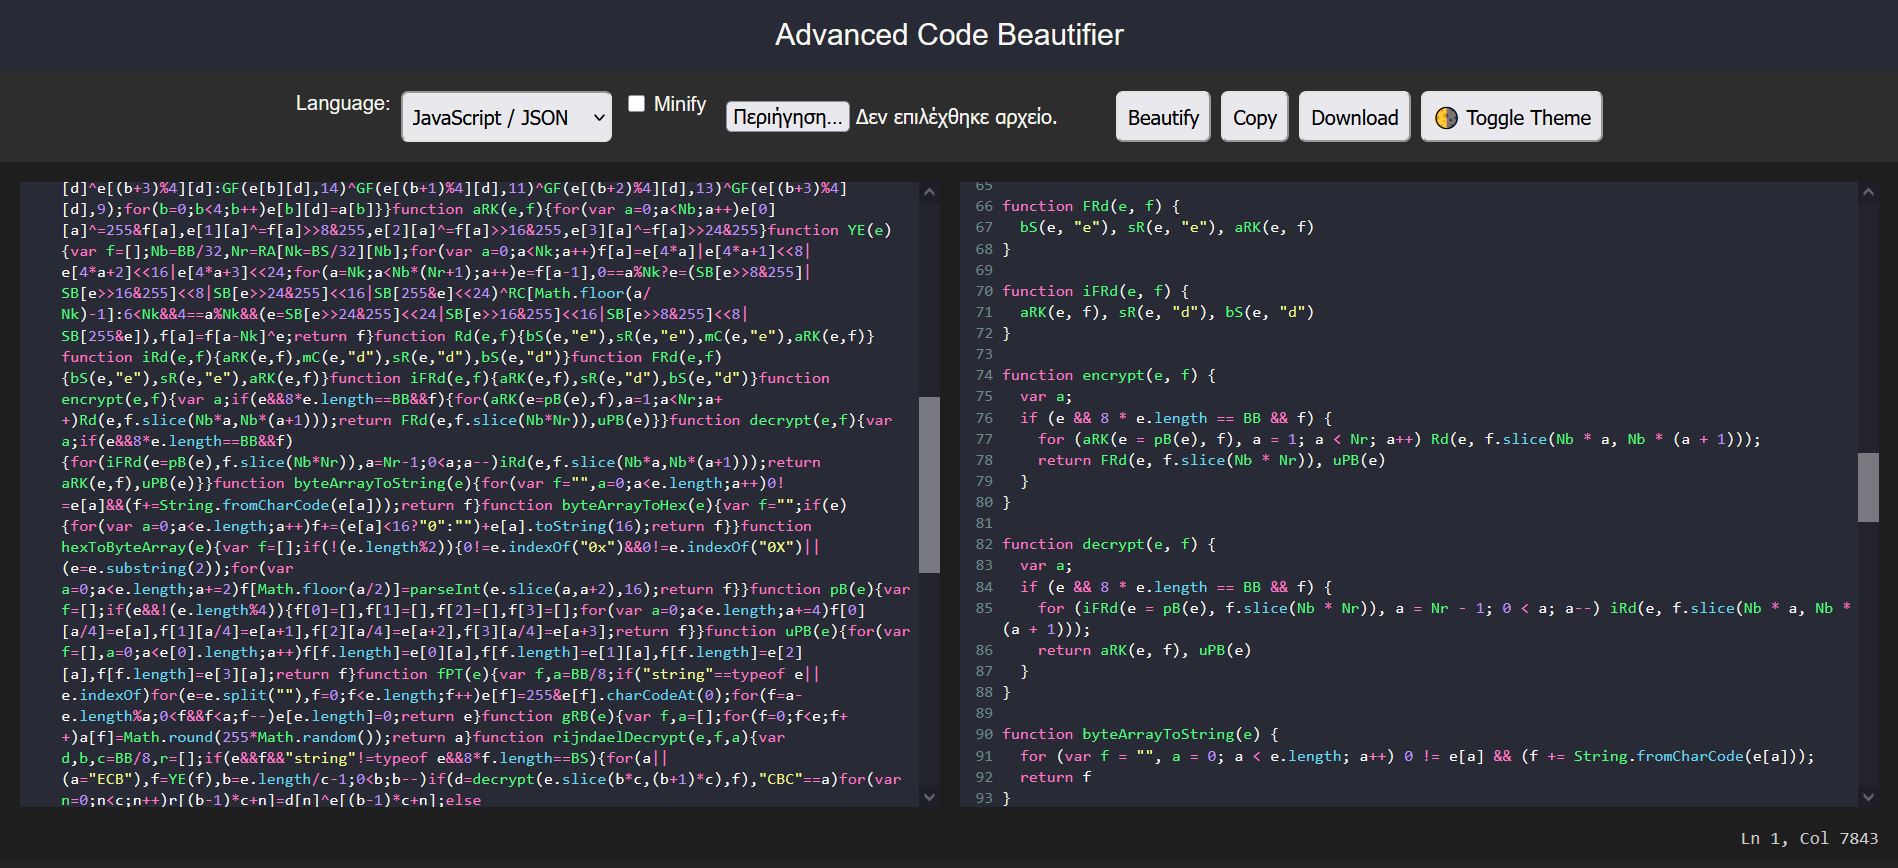 Advanced Code Beautifier
Language: JavaScript / JSON Minify Περιήγηση... Δεν επιλέχθηκε αρχείο. Beautify Copy Download Toggle Theme
[d]^e[(b+3)%4][d]:GF(e[b][d],14)^GF(e[(b+1)%4][d],11)^GF(e[(b+2)%4][d],13)^GF(e[(b+3)%4]
[d],9);for(b=0;b<4;b++)e[b][d]=a[b]}}function aRK(e,f){for(var a=0;a<Nb;a++)e[0]
[a]^=255&f[a],e[1][a]^=f[a]>>8&255,e[2][a]^=f[a]>>16&255,e[3][a]^=f[a]>>24&255}function YE(e)
{var f=[];Nb=BB/32,Nr=RA[Nk=BS/32][Nb];for(var a=0;a<Nk;a++)f[a]=e[4*a]|e[4*a+1]<<8|
e[4*a+2]<<16|e[4*a+3]<<24;for(a=Nk;a<Nb*(Nr+1);a++)e=f[a-1],0==a%Nk?e=(SB[e>>8&255]|
SB[e>>16&255]<<8|SB[e>>24&255]<<16|SB[255&e]<<24)^RC[Math.floor(a/
Nk)-1]:6<Nk&&4==a%Nk&&(e=SB[e>>24&255]<<24|SB[e>>16&255]<<16|SB[e>>8&255]<<8|
SB[255&e]),f[a]=f[a-Nk]^e;return f}function Rd(e,f){bS(e,"e"),sR(e,"e"),mC(e,"e"),aRK(e,f)}
function iRd(e,f){aRK(e,f),mC(e,"d"),sR(e,"d"),bS(e,"d")}function FRd(e,f)
{bS(e,"e"),sR(e,"e"),aRK(e,f)}function iFRd(e,f){aRK(e,f),sR(e,"d"),bS(e,"d")}function
encrypt(e,f){var a;if(e&&8*e.length==BB&&f){for(aRK(e=pB(e),f),a=1;a<Nr;a+
+)Rd(e,f.slice(Nb*a,Nb*(a+1)));return FRd(e,f.slice(Nb*Nr)),uPB(e)}}function decrypt(e,f){var
a;if(e&&8*e.length==BB&&f)
{for(iFRd(e=pB(e),f.slice(Nb*Nr)),a=Nr-1;0<a;a--)iRd(e,f.slice(Nb*a,Nb*(a+1)));return
aRK(e,f),uPB(e)}}function byteArrayToString(e){for(var f="",a=0;a<e.length;a++)0!
=e[a]&&(f+=String.fromCharCode(e[a]));return f}function byteArrayToHex(e){var f="";if(e)
{for(var a=0;a<e.length;a++)f+=(e[a]<16?"0":"")+e[a].toString(16);return f}}function
hexToByteArray(e){var f=[];if(!(e.length%2)){0!=e.indexOf("0x")&&0!=e.indexOf("0X")||
(e=e.substring(2));for(var
a=0;a<e.length;a+=2)f[Math.floor(a/2)]=parseInt(e.slice(a,a+2),16);return f}}function pB(e){var
f=[];if(e&&!(e.length%4)){f[0]=[],f[1]=[],f[2]=[],f[3]=[];for(var a=0;a<e.length;a+=4)f[0]
[a/4]=e[a],f[1][a/4]=e[a+1],f[2][a/4]=e[a+2],f[3][a/4]=e[a+3];return f}}function uPB(e){for(var
f=[],a=0;a<e[0].length;a++)f[f.length]=e[0][a],f[f.length]=e[1][a],f[f.length]=e[2]
[a],f[f.length]=e[3][a];return f}function fPT(e){var f,a=BB/8;if("string"==typeof e||
e.indexOf)for(e=e.split(""),f=0;f<e.length;f++)e[f]=255&e[f].charCodeAt(0);for(f=a-
e.length%a;0<f&&f<a;f--)e[e.length]=0;return e}function gRB(e){var f,a=[];for(f=0;f<e;f+
+)a[f]=Math.round(255*Math.random());return a}function rijndaelDecrypt(e,f,a){var
d,b,c=BB/8,r=[];if(e&&f&&"string"!=typeof e&&8*f.length==BS){for(a||
(a="ECB"),f=YE(f),b=e.length/c-1;0<b;b--)if(d=decrypt(e.slice(b*c,(b+1)*c),f),"CBC"==a)for(var
n=0;n<c;n++)r[(b-1)*c+n]=d[n]^e[(b-1)*c+n];else
65
66 function FRd(e, f) {
67   bS(e, "e"), sR(e, "e"), aRK(e, f)
68 }
69
70 function iFRd(e, f) {
71   aRK(e, f), sR(e, "d"), bS(e, "d")
72 }
73
74 function encrypt(e, f) {
75   var a;
76   if (e && 8 * e.length == BB && f) {
77     for (aRK(e = pB(e), f), a = 1; a < Nr; a++) Rd(e, f.slice(Nb * a, Nb * (a + 1)));
78     return FRd(e, f.slice(Nb * Nr)), uPB(e)
79   }
80 }
81
82 function decrypt(e, f) {
83   var a;
84   if (e && 8 * e.length == BB && f) {
85     for (iFRd(e = pB(e), f.slice(Nb * Nr)), a = Nr - 1; 0 < a; a--) iRd(e, f.slice(Nb * a, Nb *
(a + 1)));
86     return aRK(e, f), uPB(e)
87   }
88 }
89
90 function byteArrayToString(e) {
91   for (var f = "", a = 0; a < e.length; a++) 0 != e[a] && (f += String.fromCharCode(e[a]));
92   return f
93 }
Ln 1, Col 7843